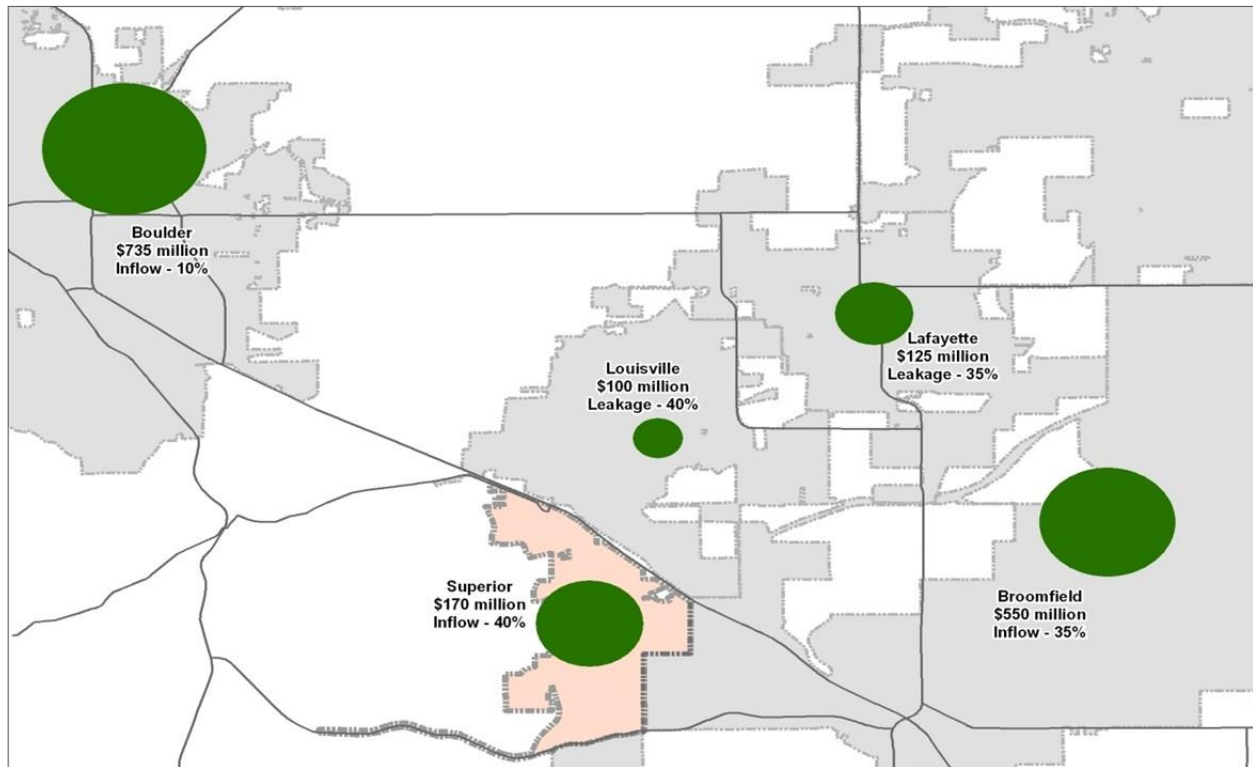 Boulder
$735 million
Inflow - 10%
Lafayette
$125 million
Leakage - 35%
Louisville
$100 million
Leakage - 40%
Superior
$170 million
Inflow - 40%
Broomfield
$550 million
Inflow - 35%